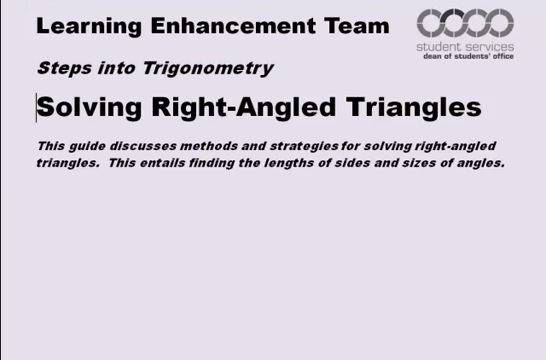 Learning Enhancement Team
student services
dean of students' office
Steps into Trigonometry
Solving Right-Angled Triangles
This guide discusses methods and strategies for solving right-angled
triangles. This entails finding the lengths of sides and sizes of angles.